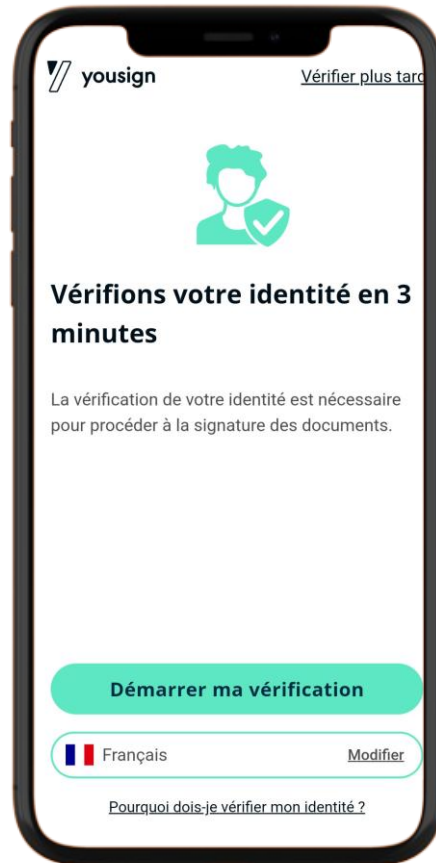 yousign
Vérifier plus tard
Vérifions votre identité en 3
minutes
La vérification de votre identité est nécessaire
pour procéder à la signature des documents.
Démarrer ma vérification
Français
Modifier
Pourquoi dois-je vérifier mon identité ?